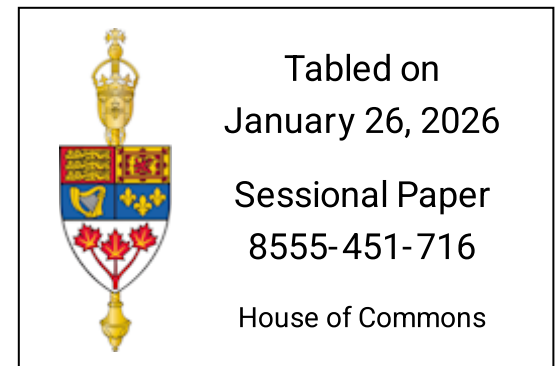 Tabled on
January 26, 2026
Sessional Paper
8555-451-716
House of Commons